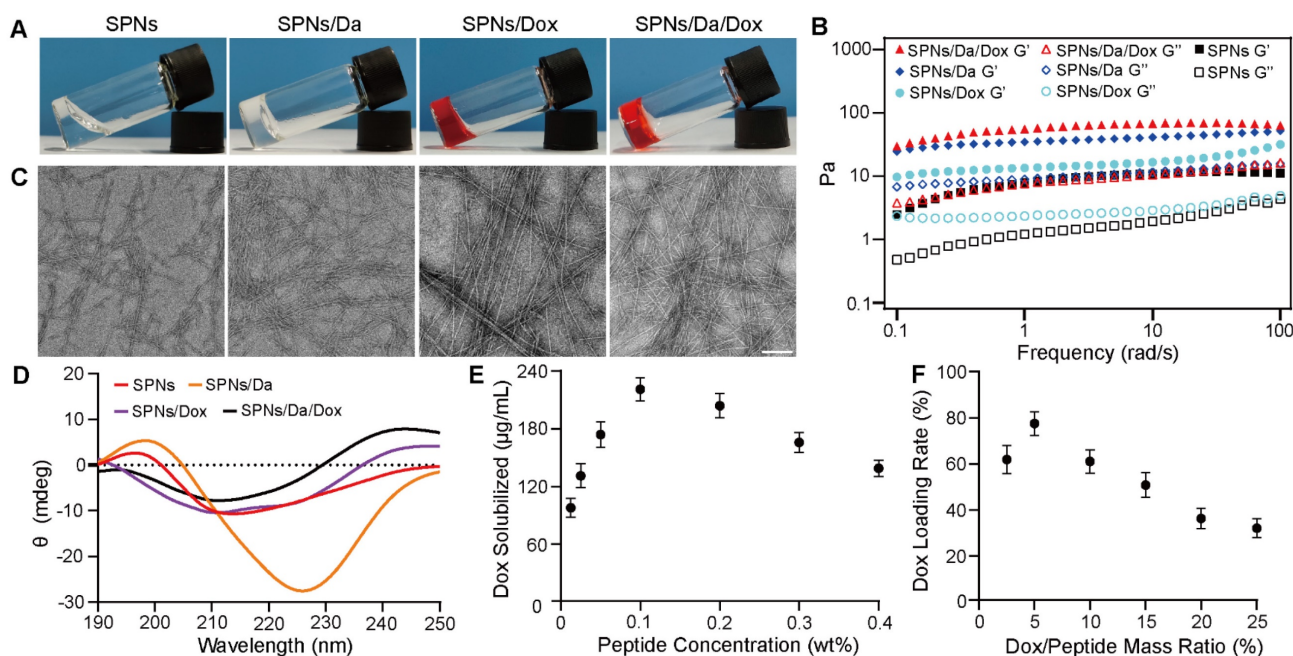 A
SPNs
SPNs/Da
SPNs/Dox
SPNs/Da/Dox
B
SPNs/Da/Dox G' SPNs/Da/Dox G'' SPNs G'
SPNs/Da G' SPNs/Da G'' SPNs G''
SPNs/Dox G' SPNs/Dox G''
1000
100
10
1
0.1
Pa
0.1 1 10 100
Frequency (rad/s)
C
D
SPNs SPNs/Da
SPNs/Dox SPNs/Da/Dox
20
10
0
-10
-20
-30
θ (mdeg)
190 200 210 220 230 240 250
Wavelength (nm)
E
240
180
120
60
0
Dox Solubilized (μg/mL)
0 0.1 0.2 0.3 0.4
Peptide Concentration (wt%)
F
100
80
60
40
20
0
Dox Loading Rate (%)
0 5 10 15 20 25
Dox/Peptide Mass Ratio (%)